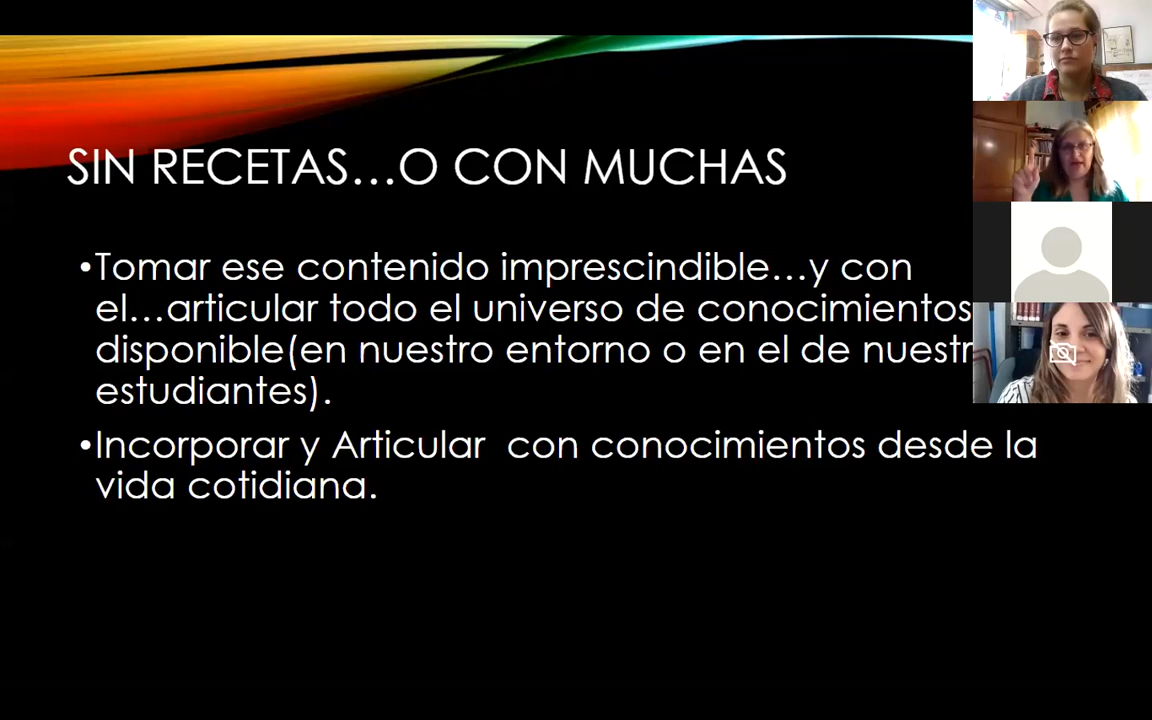 SIN RECETAS…O CON MUCHAS
•Tomar ese contenido imprescindible…y con
el…articular todo el universo de conocimientos
disponible(en nuestro entorno o en el de nuestr
estudiantes).
•Incorporar y Articular con conocimientos desde la
vida cotidiana.